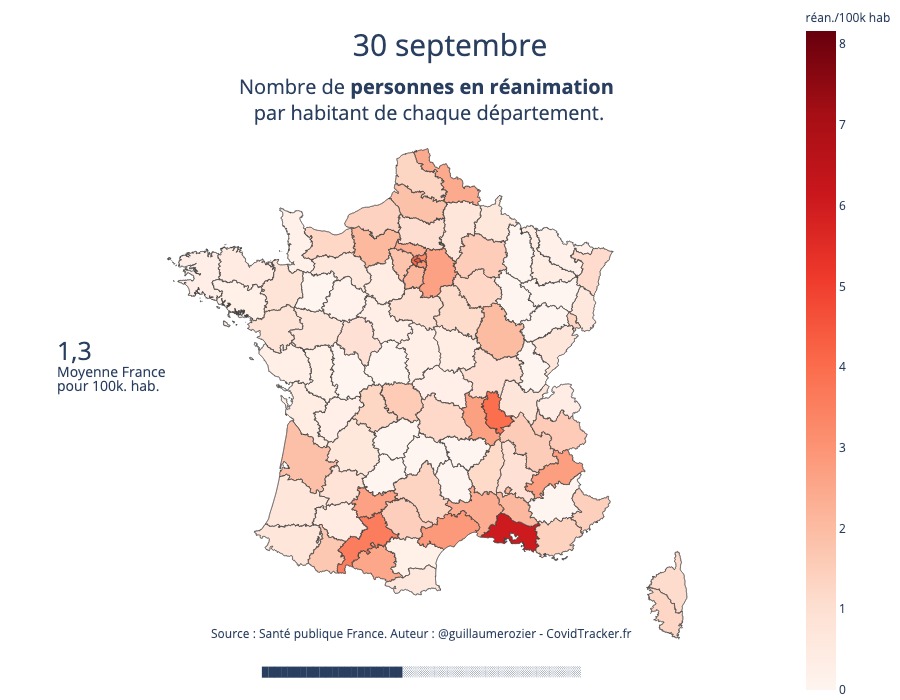 réan./100k hab
30 septembre
Nombre de personnes en réanimation
par habitant de chaque département.
8
7
6
5
4
3
2
1
0
1,3
Moyenne France
pour 100k. hab.
Source : Santé publique France. Auteur : @guillaumerozier - CovidTracker.fr